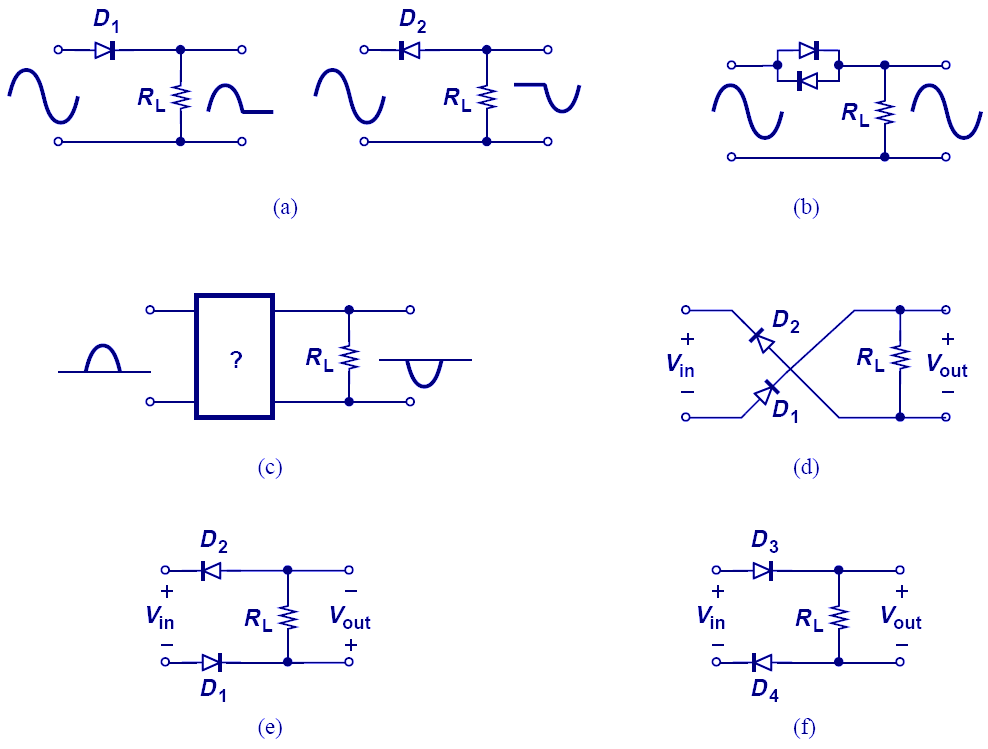 D1
RL
D2
RL
(a)
RL
(b)
?
RL
(c)
+
Vin
−
D2
D1
RL
+
Vout
−
(d)
D2
+
Vin
−
RL
−
Vout
+
D1
(e)
D3
+
Vin
−
RL
+
Vout
−
D4
(f)